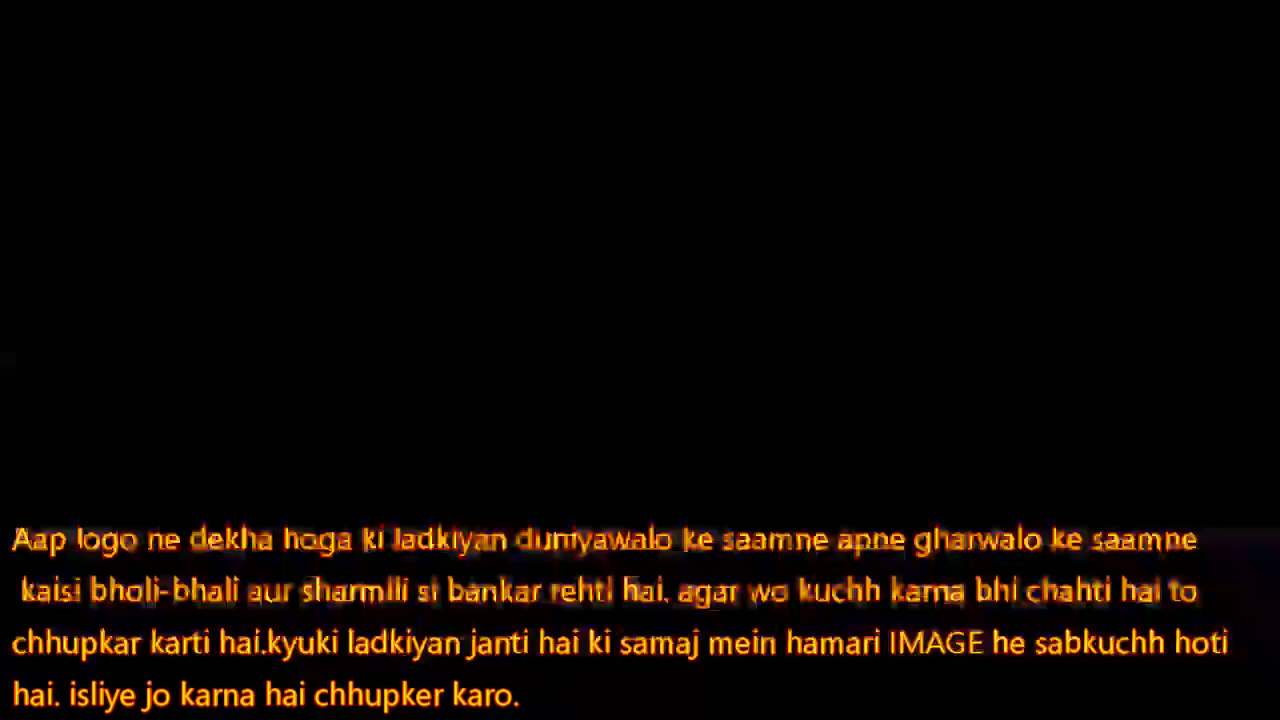 Aap logo ne dekha hoga ki ladkiyan duniyawalo ke saamne apne gharwalo ke saamne
kaisi bholi-bhali aur sharmili si bankar rehti hai. agar wo kuchh karna bhi chahti hai to
chhupkar karti hai.kyuki ladkiyan janti hai ki samaj mein hamari IMAGE he sabkuchh hoti
hai. isliye jo karna hai chhupker karo.